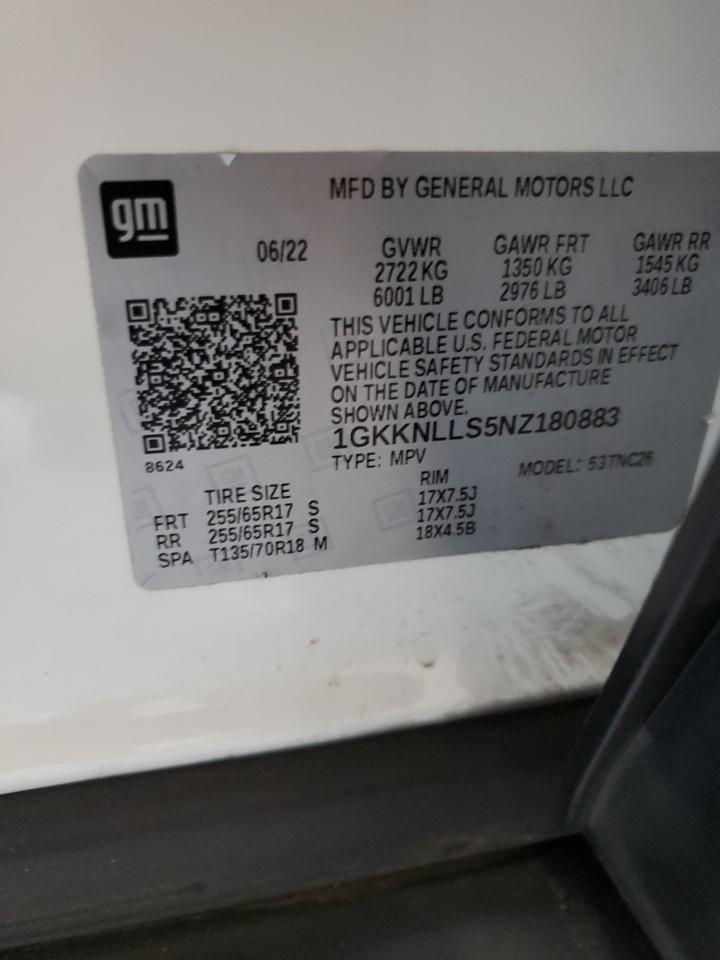 gm
MFD BY GENERAL MOTORS LLC
06/22 GVWR GAWR FRT GAWR RR
2722 KG 1350 KG 1545 KG
6001 LB 2976 LB 3406 LB
THIS VEHICLE CONFORMS TO ALL
APPLICABLE U.S. FEDERAL MOTOR
VEHICLE SAFETY STANDARDS IN EFFECT
ON THE DATE OF MANUFACTURE
SHOWN ABOVE.
1GKKNLLS5NZ180883
8624
TYPE: MPV MODEL: 53TNC26
TIRE SIZE RIM
FRT 255/65R17 S 17X7.5J
RR 255/65R17 S 17X7.5J
SPA T135/70R18 M 18X4.5B